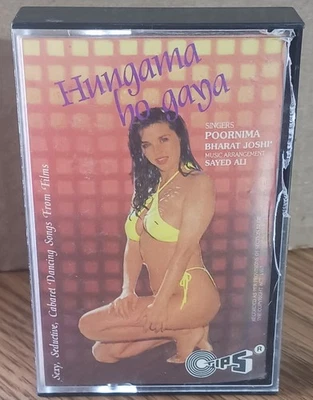 Hungama
ho gaya
SINGERS
POORNIMA
BHARAT JOSHI
MUSIC ARRANGEMENT
SAYED ALI
Sexy, Seductive, Cabaret Dancing Songs From Films
TIPS ®